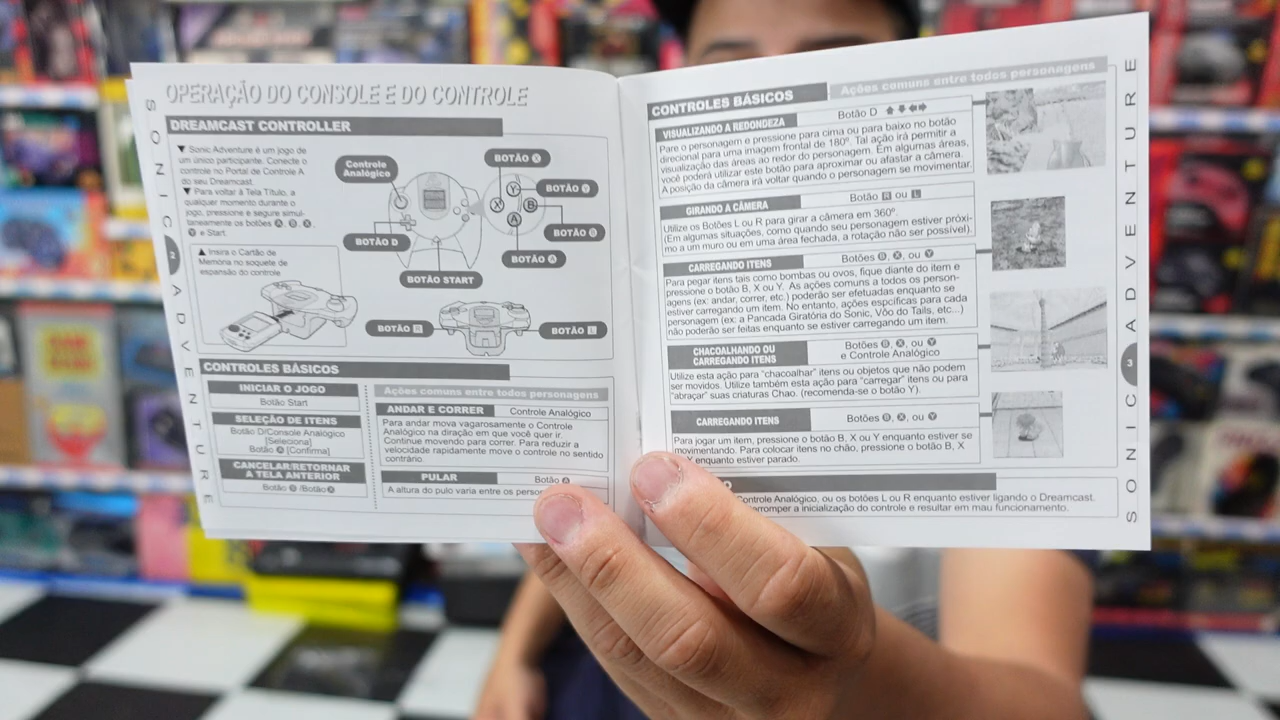 OPERAÇÃO DO CONSOLE E DO CONTROLE
DREAMCAST CONTROLLER
▼ Sonic Adventure é um jogo de
um único participante. Conecte o
controle no Portal de Controle A
do seu Dreamcast.
▼ Para voltar à Tela Título, a
qualquer momento durante o
jogo, pressione e segure simul-
taneamente os botões A, B, X,
Y e Start.
▲ Insira o Cartão de
Memória no soquete de
expansão do controle
Controle
Analógico
BOTÃO X
BOTÃO Y
BOTÃO B
BOTÃO A
BOTÃO D
BOTÃO START
X
Y
B
A
BOTÃO R
BOTÃO L
CONTROLES BÁSICOS
INICIAR O JOGO
Botão Start
SELEÇÃO DE ITENS
Botão D/Console Analógico
[Seleciona]
Botão A [Confirma]
CANCELAR/RETORNAR
A TELA ANTERIOR
Botão B /Botão X
Ações comuns entre todos personagens
ANDAR E CORRER Controle Analógico
Para andar mova vagarosamente o Controle
Analógico na direção em que você quer ir.
Continue movendo para correr. Para reduzir a
velocidade rapidamente move o controle no sentido
contrário.
PULAR Botão A
A altura do pulo varia entre os person
SONIC ADVENTURE
2
CONTROLES BÁSICOS Ações comuns entre todos personagens
VISUALIZANDO A REDONDEZA Botão D ↑ ↓ ← →
Pare o personagem e pressione para cima ou para baixo no botão
direcional para uma imagem frontal de 180º. Tal ação irá permitir a
visualização das áreas ao redor do personagem. Em algumas áreas,
você poderá utilizar este botão para aproximar ou afastar a câmera.
A posição da câmera irá voltar quando o personagem se movimentar.
GIRANDO A CÂMERA Botão R ou L
Utilize os Botões L ou R para girar a câmera em 360º.
(Em algumas situações, como quando seu personagem estiver próxi-
mo a um muro ou em uma área fechada, a rotação não ser possível).
CARREGANDO ITENS Botões B, X, ou Y
Para pegar itens tais como bombas ou ovos, fique diante do item e
pressione o botão B, X ou Y. As ações comuns a todos os person-
agens (ex: andar, correr, etc.) poderão ser efetuadas enquanto se
estiver carregando um item. No entanto, ações espcíficas para cada
personagem (ex: a Pancada Giratória do Sonic, Vôo do Tails, etc...)
não poderão ser feitas enquanto se estiver carregando um item.
CHACOALHANDO OU
CARREGANDO ITENS
Botões B, X, ou Y
e Controle Analógico
Utilize esta ação para "chacoalhar" itens ou objetos que não podem
ser movidos. Utilize também esta ação para "carregar" itens ou para
"abraçar" suas criaturas Chao. (recomenda-se o botão Y).
CARREGANDO ITENS Botões B, X, ou Y
Para jogar um item, pressione o botão B, X ou Y enquanto estiver se
movimentando. Para colocar itens no chão, pressione o botão B, X
Y enquanto estiver parado.
O
Controle Analógico, ou os botões L ou R enquanto estiver ligando o Dreamcast.
erromper a inicialização do controle e resultar em mau funcionamento.
SONIC ADVENTURE
3